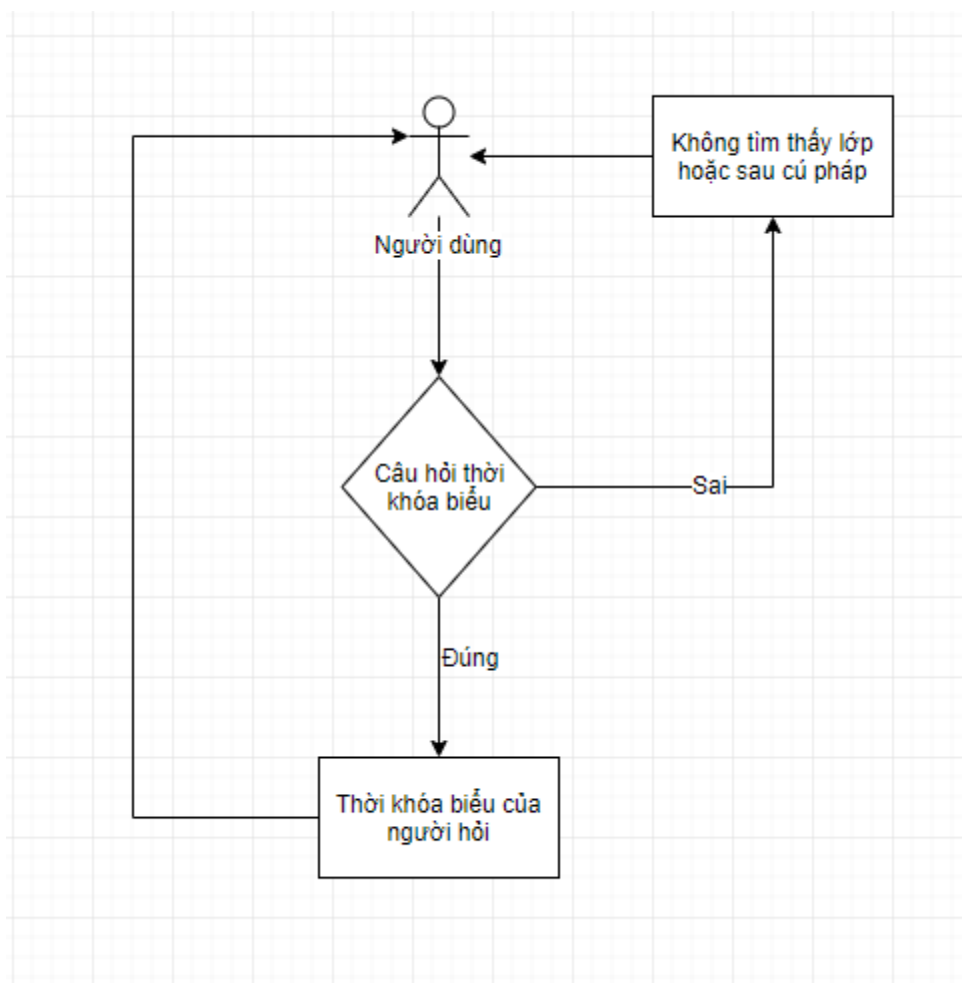 Không tìm thấy lớp
hoặc sau cú pháp
Người dùng
Câu hỏi thời
khóa biểu
Sai
Đúng
Thời khóa biểu của
người hỏi